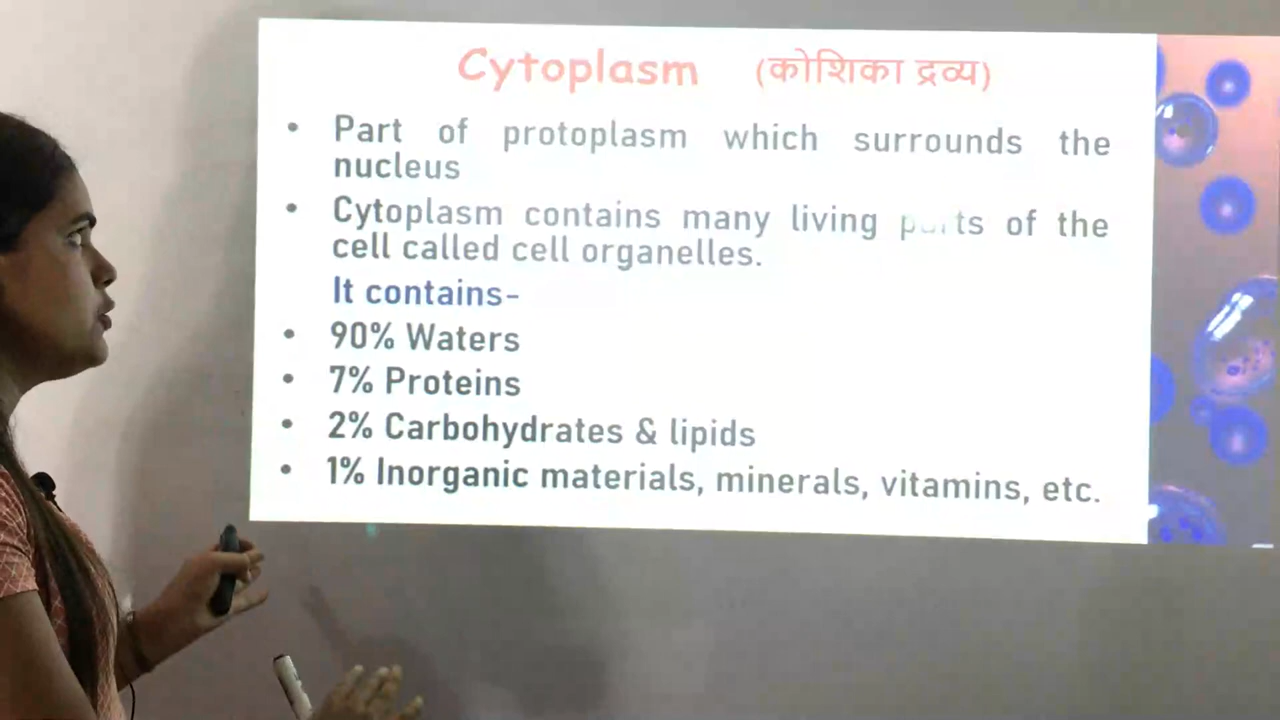 Cytoplasm (कोशिका द्रव्य)
• Part of protoplasm which surrounds the
nucleus
• Cytoplasm contains many living parts of the
cell called cell organelles.
It contains-
• 90% Waters
• 7% Proteins
• 2% Carbohydrates & lipids
• 1% Inorganic materials, minerals, vitamins, etc.